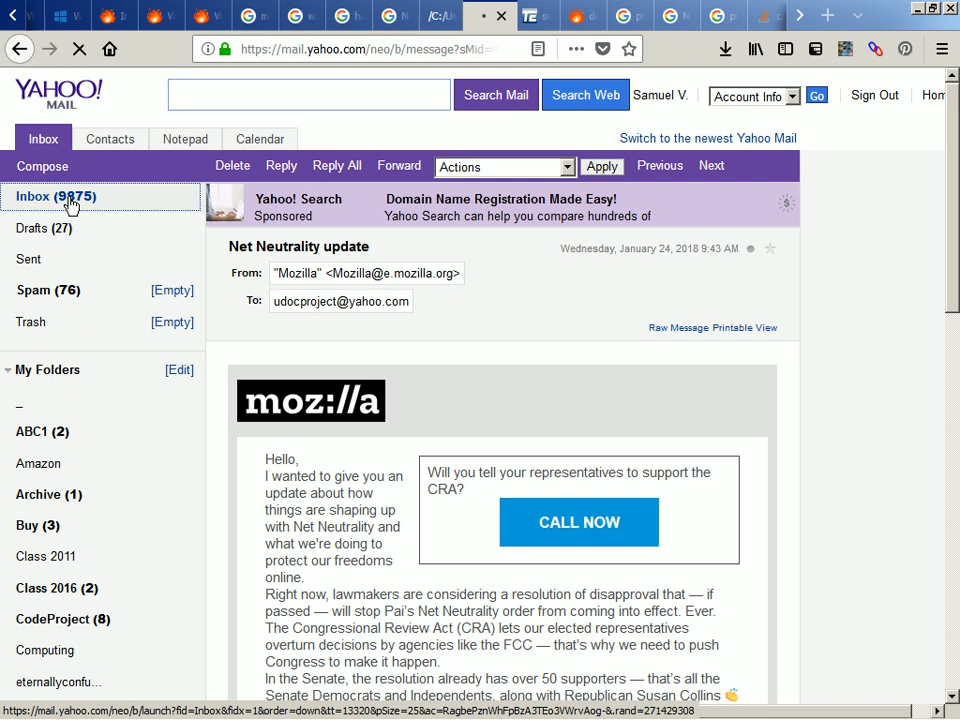 W
In
V
V
m
w
ha
N
/C:/Us
TE se
de
pr
Ne
pr
d
https://mail.yahoo.com/neo/b/message?sMid=
YAHOO!
MAIL
Search Mail
Search Web
Samuel V.
Account Info
Go
Sign Out
Hom
Inbox
Contacts
Notepad
Calendar
Switch to the newest Yahoo Mail
Compose
Delete
Reply
Reply All
Forward
Actions
Apply
Previous
Next
Inbox (9875)
Drafts (27)
Sent
Spam (76) [Empty]
Trash [Empty]
My Folders [Edit]
_
ABC1 (2)
Amazon
Archive (1)
Buy (3)
Class 2011
Class 2016 (2)
CodeProject (8)
Computing
eternallyconfu...
Yahoo! Search
Sponsored
Domain Name Registration Made Easy!
Yahoo Search can help you compare hundreds of
Net Neutrality update
Wednesday, January 24, 2018 9:43 AM
From: "Mozilla" <Mozilla@e.mozilla.org>
To: udocproject@yahoo.com
Raw Message Printable View
moz://a
Hello,
I wanted to give you an
update about how
things are shaping up
with Net Neutrality and
what we're doing to
protect our freedoms
online.
Will you tell your representatives to support the
CRA?
CALL NOW
Right now, lawmakers are considering a resolution of disapproval that — if
passed — will stop Pai's Net Neutrality order from coming into effect. Ever.
The Congressional Review Act (CRA) lets our elected representatives
overturn decisions by agencies like the FCC — that's why we need to push
Congress to make it happen.
In the Senate, the resolution already has over 50 supporters — that's all the
Senate Democrats and Independents, along with Republican Susan Collins
https://mail.yahoo.com/neo/b/launch?fid=Inbox&fidx=1&order=down&tt=13320&pSize=25&ac=RagbePznWhFpBzA3TEo3VWrvAog-&.rand=271429308